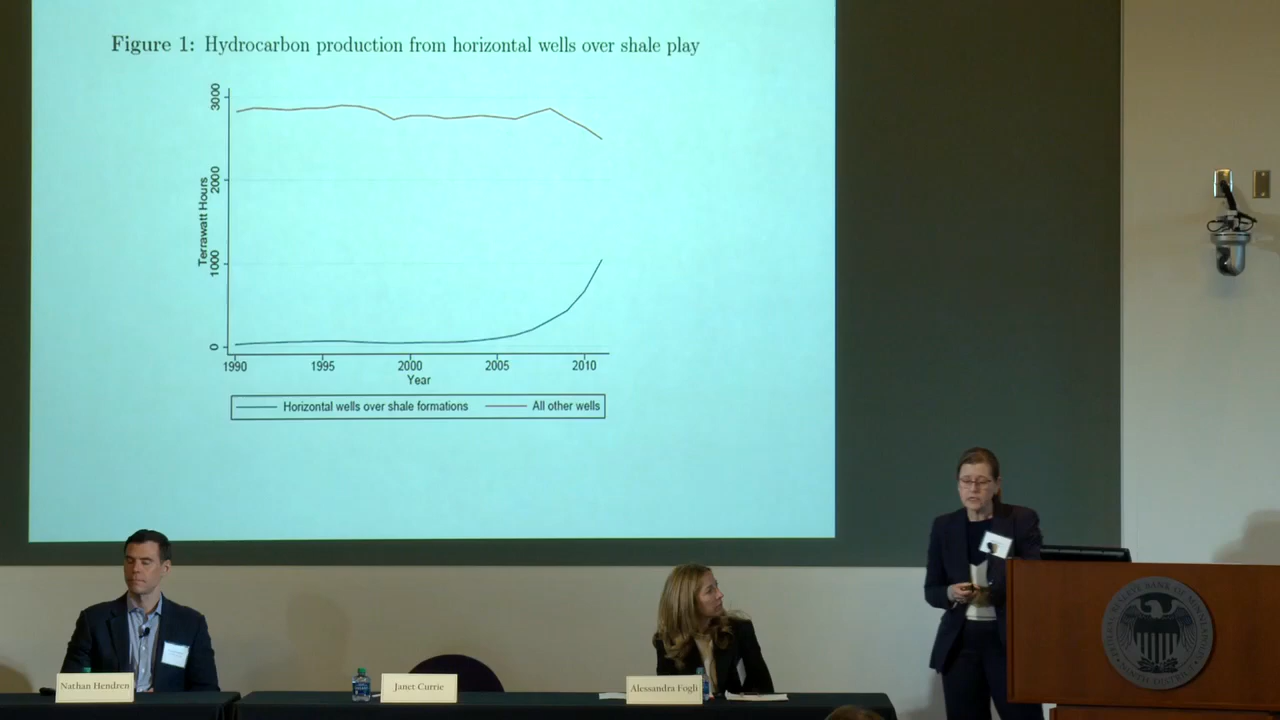 Figure 1: Hydrocarbon production from horizontal wells over shale play
3000
2000
1000
0
Terrawatt Hours
1990 1995 2000 2005 2010
Year
Horizontal wells over shale formations All other wells
Nathan Hendren
Janet Currie
Alessandra Fogli